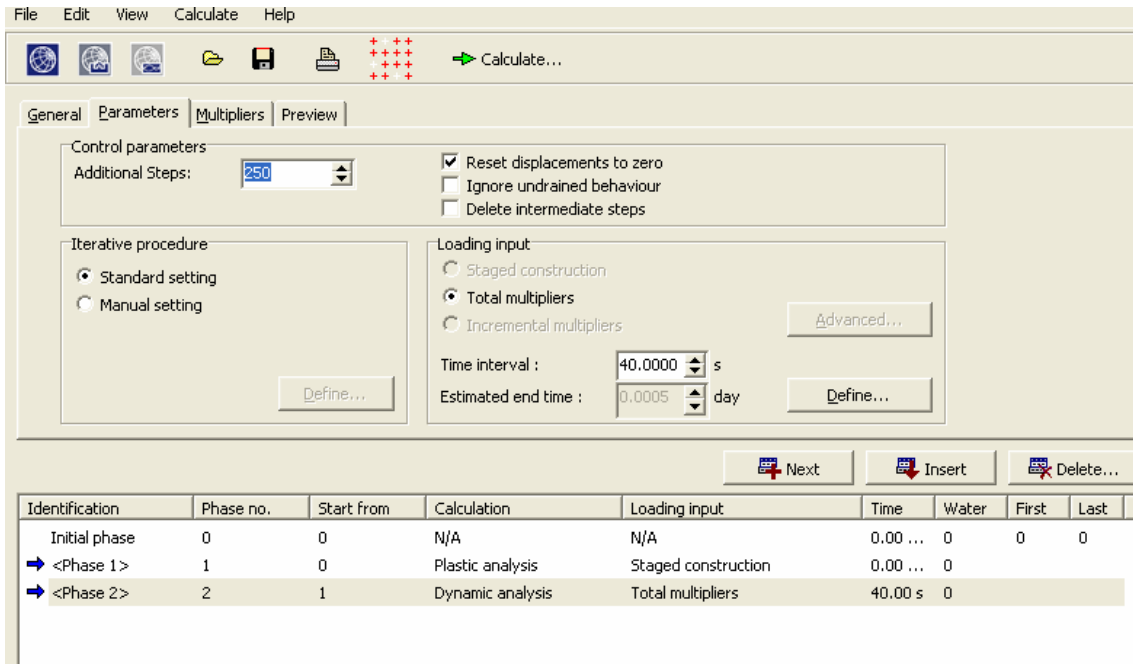 File Edit View Calculate Help
Calculate...
General Parameters Multipliers Preview
Control parameters
Additional Steps: 250
Reset displacements to zero
Ignore undrained behaviour
Delete intermediate steps
Iterative procedure
Standard setting
Manual setting
Define...
Loading input
Staged construction
Total multipliers
Incremental multipliers
Advanced...
Time interval : 40.0000 s
Estimated end time : 0.0005 day
Define...
Next Insert Delete...
Identification Phase no. Start from Calculation Loading input Time Water First Last
Initial phase 0 0 N/A N/A 0.00 ... 0 0 0
<Phase 1> 1 0 Plastic analysis Staged construction 0.00 ... 0
<Phase 2> 2 1 Dynamic analysis Total multipliers 40.00 s 0